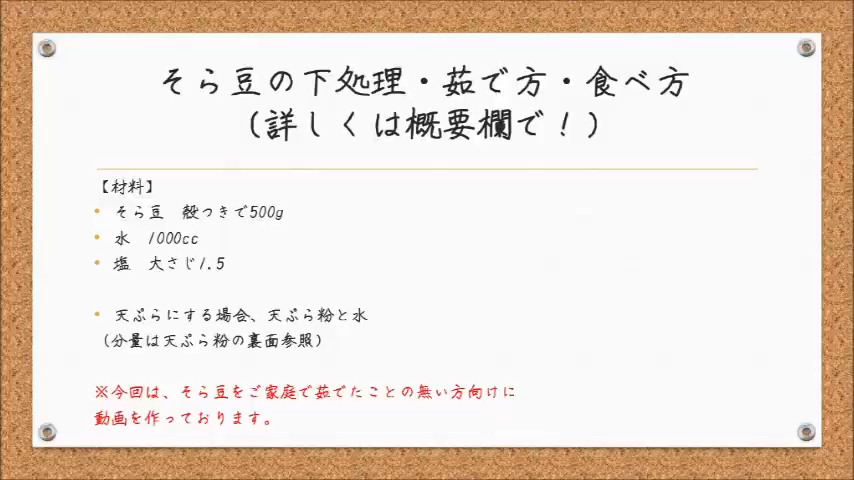 そら豆の下処理・茹で方・食べ方
(詳しくは概要欄で！)
【材料】
• そら豆　殻つきで500g
• 水　1000cc
• 塩　大さじ1.5
• 天ぷらにする場合、天ぷら粉と水
(分量は天ぷら粉の裏面参照)
※今回は、そら豆をご家庭で茹でたことの無い方向けに
動画を作っております。